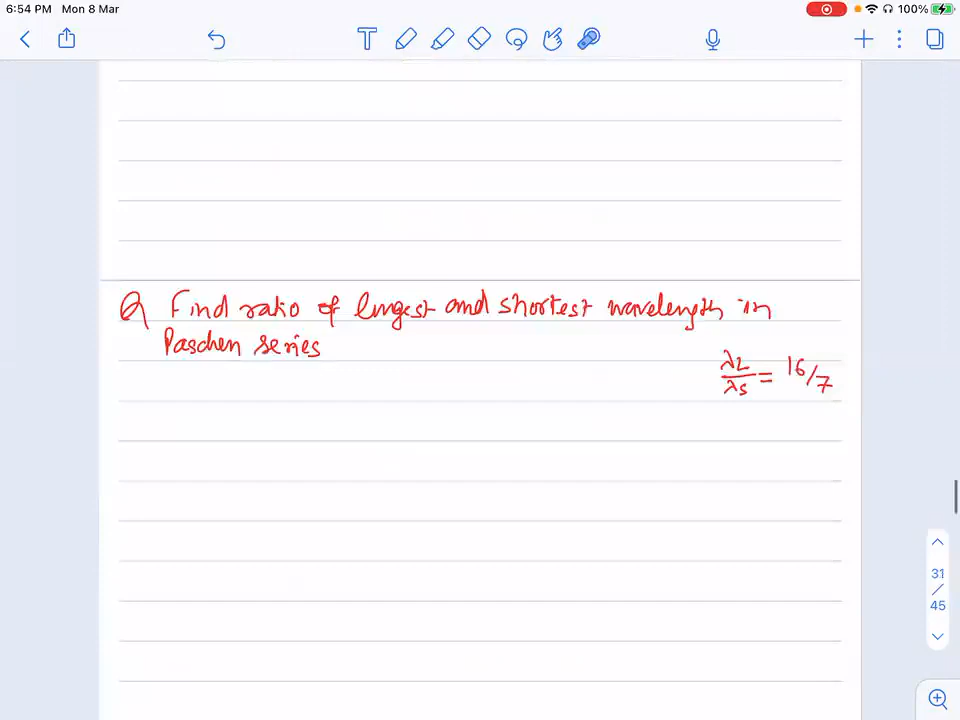 6:54 PM Mon 8 Mar
100%
Q Find ratio of longest and shortest wavelength in
Paschen series
λL/λs = 16/7
31
/
45